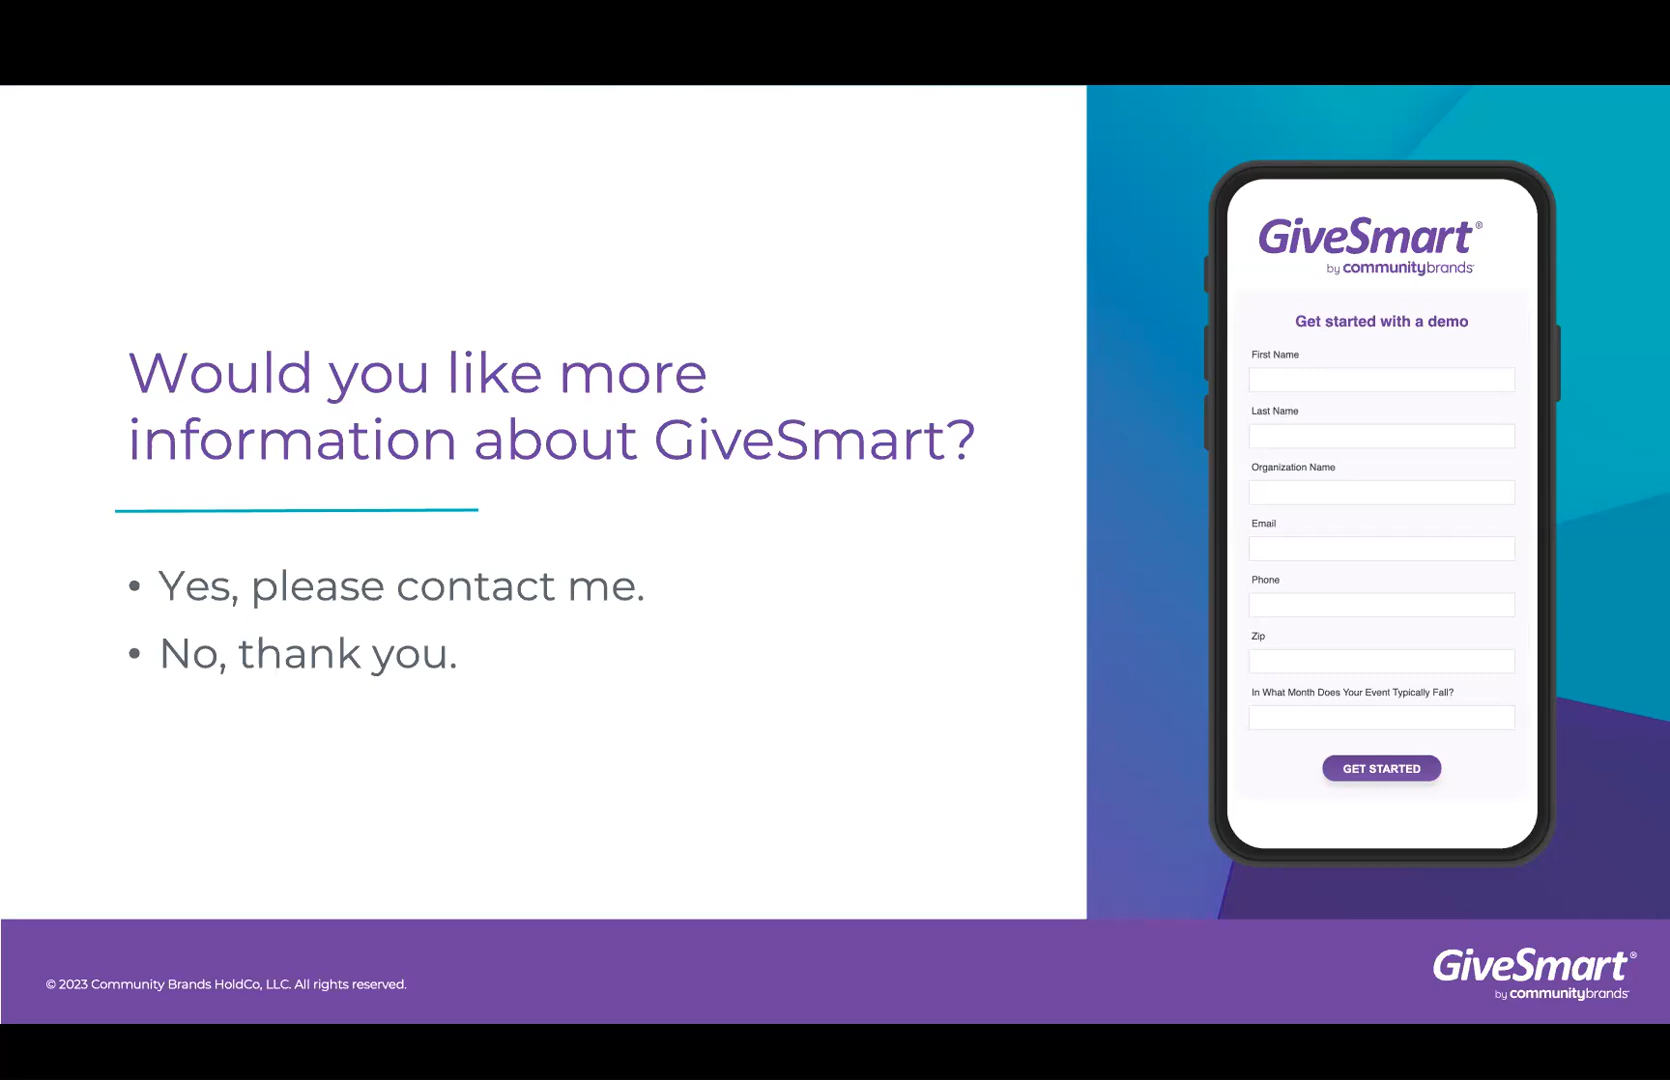 Would you like more
information about GiveSmart?
• Yes, please contact me.
• No, thank you.
GiveSmart®
by communitybrands
Get started with a demo
First Name
Last Name
Organization Name
Email
Phone
Zip
In What Month Does Your Event Typically Fall?
GET STARTED
© 2023 Community Brands HoldCo, LLC. All rights reserved.
GiveSmart®
by communitybrands